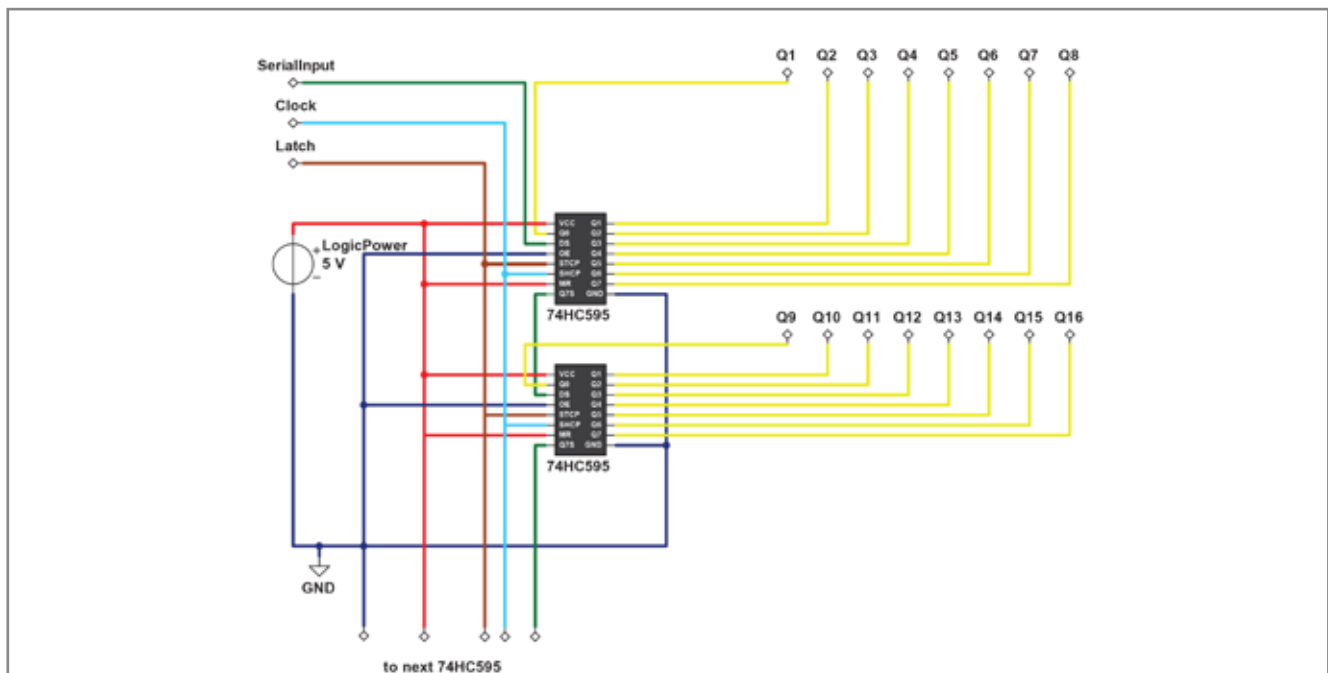 SerialInput
Clock
Latch
Q1 Q2 Q3 Q4 Q5 Q6 Q7 Q8
LogicPower
5 V
+
−
VCC Q1
Q0 Q2
DS Q3
OE Q4
STCP Q5
SHCP Q6
MR Q7
Q7S GND
74HC595
Q9 Q10 Q11 Q12 Q13 Q14 Q15 Q16
VCC Q1
Q0 Q2
DS Q3
OE Q4
STCP Q5
SHCP Q6
MR Q7
Q7S GND
74HC595
GND
to next 74HC595